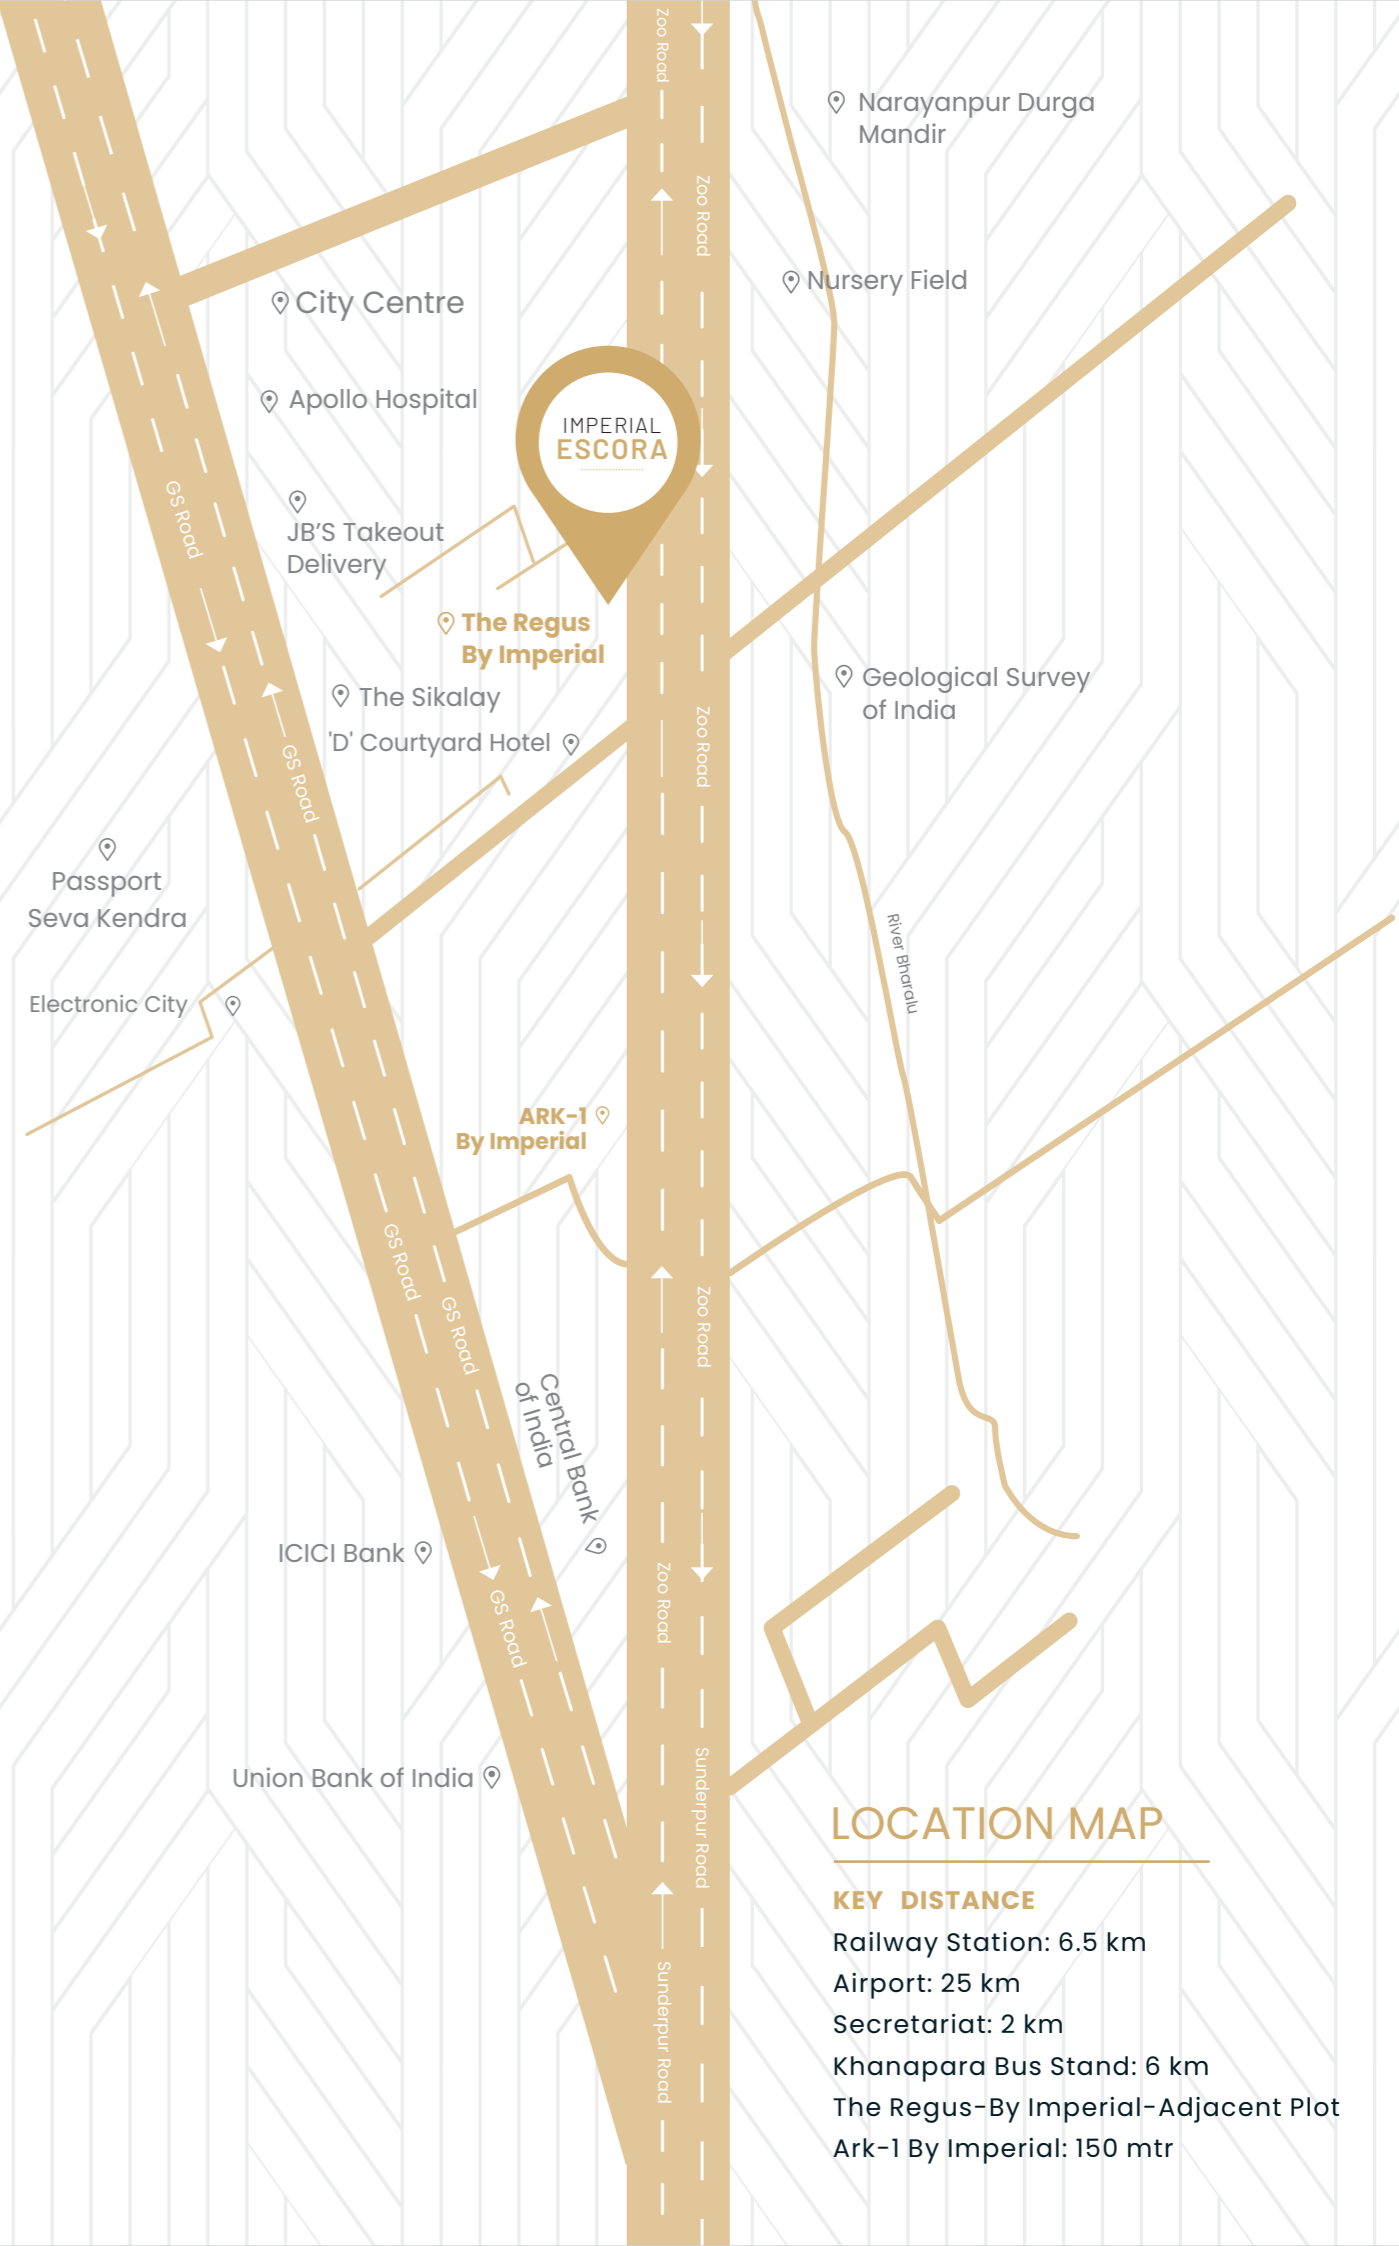 Zoo Road
Narayanpur Durga
Mandir
Zoo Road
Nursery Field
City Centre
Apollo Hospital
IMPERIAL
ESCORA
GS Road
JB'S Takeout
Delivery
The Regus
By Imperial
Geological Survey
of India
The Sikalay
'D' Courtyard Hotel
Zoo Road
GS Road
Passport
Seva Kendra
River Bharalu
Electronic City
ARK-1
By Imperial
GS Road
GS Road
Zoo Road
Central Bank
of India
ICICI Bank
GS Road
Zoo Road
Union Bank of India
Sunderpur Road
Sunderpur Road
LOCATION MAP
KEY DISTANCE
Railway Station: 6.5 km
Airport: 25 km
Secretariat: 2 km
Khanapara Bus Stand: 6 km
The Regus-By Imperial-Adjacent Plot
Ark-1 By Imperial: 150 mtr